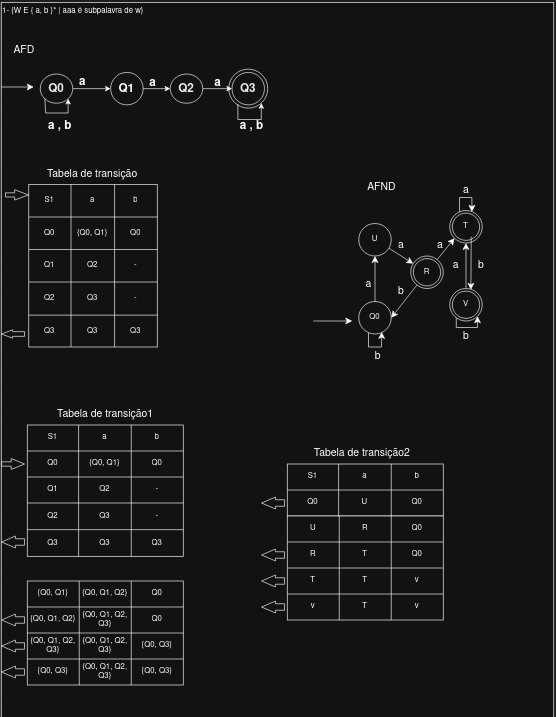 1- {W E { a, b }* | aaa é subpalavra de w}
AFD
Q0 a Q1 a Q2 a Q3
a , b a , b
Tabela de transição
S1 a b
Q0 {Q0, Q1} Q0
Q1 Q2 -
Q2 Q3 -
Q3 Q3 Q3
AFND
a
T
U a a
R a b
a b V
Q0
b b
Tabela de transição1
S1 a b
Q0 {Q0, Q1} Q0
Q1 Q2 -
Q2 Q3 -
Q3 Q3 Q3
{Q0, Q1} {Q0, Q1, Q2} Q0
{Q0, Q1, Q2} {Q0, Q1, Q2, Q3} Q0
{Q0, Q1, Q2, Q3} {Q0, Q1, Q2, Q3} {Q0, Q3}
{Q0, Q3} {Q0, Q1, Q2, Q3} {Q0, Q3}
Tabela de transição2
S1 a b
Q0 U Q0
U R Q0
R T Q0
T T v
v T v